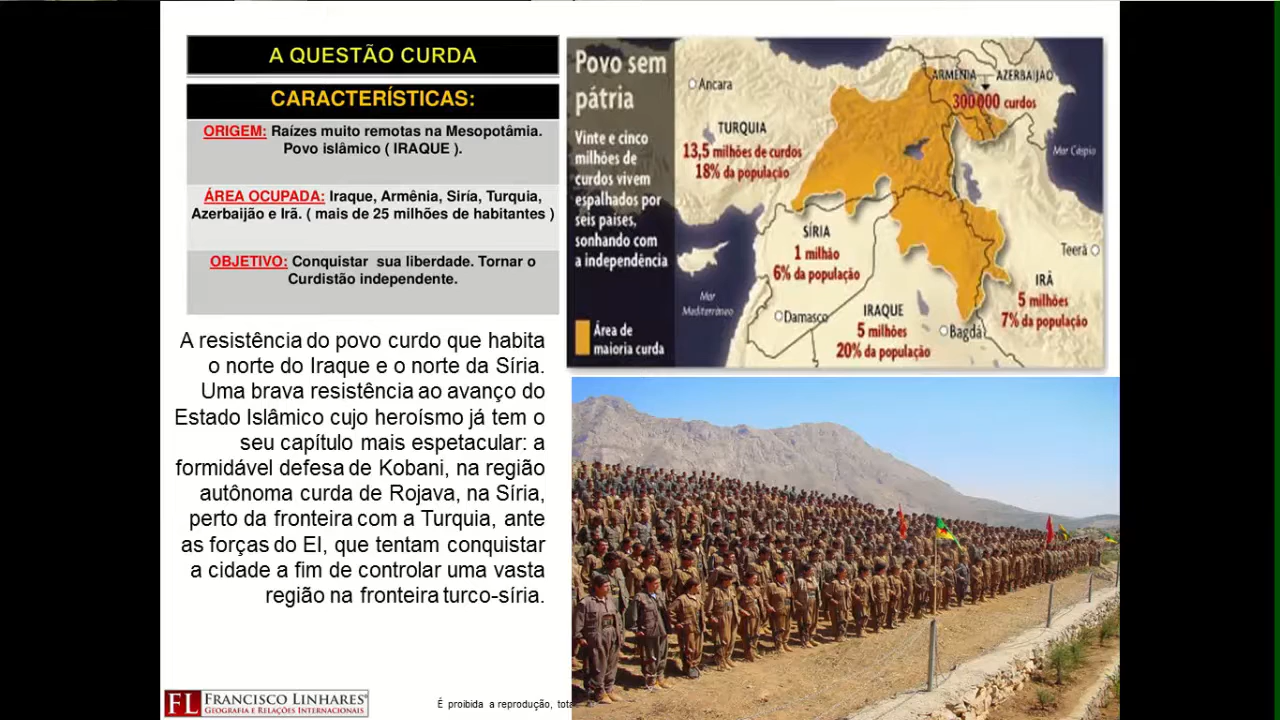 A QUESTÃO CURDA
CARACTERÍSTICAS:
ORIGEM: Raízes muito remotas na Mesopotâmia.
Povo islâmico ( IRAQUE ).
ÁREA OCUPADA: Iraque, Armênia, Siría, Turquia,
Azerbaijão e Irã. ( mais de 25 milhões de habitantes )
OBJETIVO: Conquistar sua liberdade. Tornar o
Curdistão independente.
A resistência do povo curdo que habita
o norte do Iraque e o norte da Síria.
Uma brava resistência ao avanço do
Estado Islâmico cujo heroísmo já tem o
seu capítulo mais espetacular: a
formidável defesa de Kobani, na região
autônoma curda de Rojava, na Síria,
perto da fronteira com a Turquia, ante
as forças do EI, que tentam conquistar
a cidade a fim de controlar uma vasta
região na fronteira turco-síria.
Povo sem
pátria
Vinte e cinco
milhões de
curdos vivem
espalhados por
seis países,
sonhando com
a independência
Área de
maioria curda
Ancara
ARMÊNIA
AZERBAIJÃO
300 000 curdos
TURQUIA
13,5 milhões de curdos
18% da população
Mar Cáspio
SÍRIA
1 milhão
6% da população
Teerã
IRÃ
5 milhões
7% da população
Mar
Mediterrâneo
Damasco
IRAQUE
5 milhões
20% da população
Bagdá
FL FRANCISCO LINHARES
GEOGRAFIA E RELAÇÕES INTERNACIONAIS
É proibida a reprodução, tota